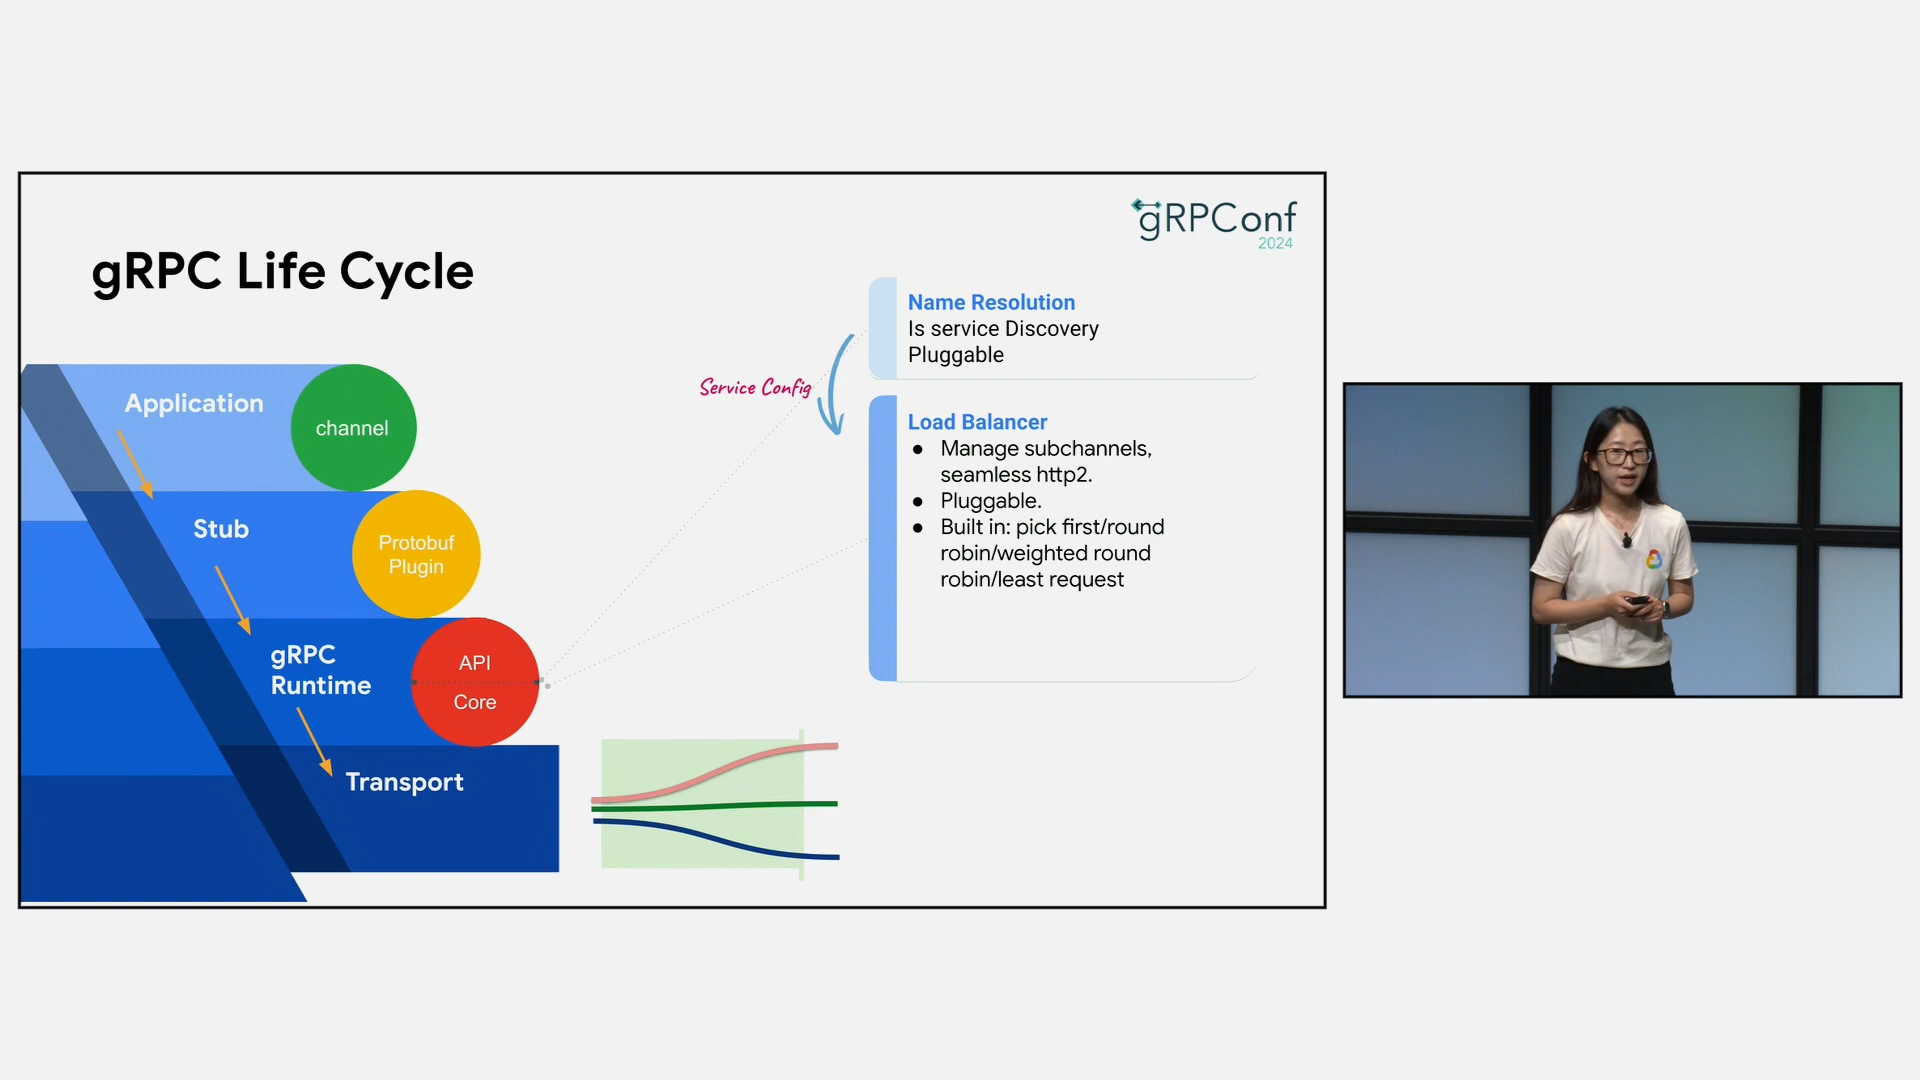 gRPConf
2024
gRPC Life Cycle
Application
channel
Stub
Protobuf
Plugin
gRPC
Runtime
API
Core
Transport
Service Config
Name Resolution
Is service Discovery
Pluggable
Load Balancer
● Manage subchannels,
seamless http2.
● Pluggable.
● Built in: pick first/round
robin/weighted round
robin/least request